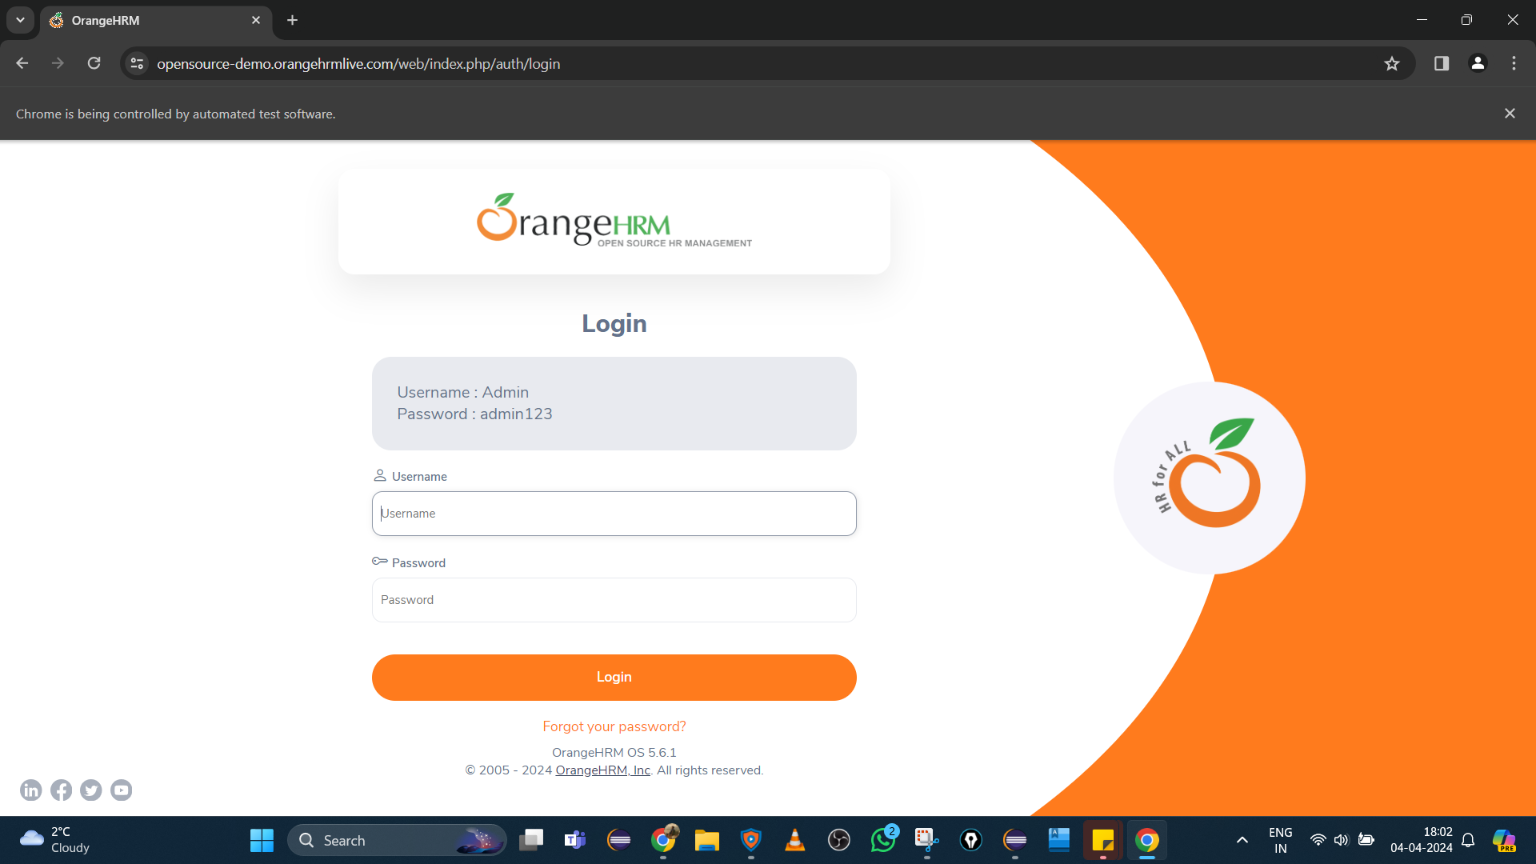 OrangeHRM
opensource-demo.orangehrmlive.com/web/index.php/auth/login
Chrome is being controlled by automated test software.
OrangeHRM
OPEN SOURCE HR MANAGEMENT
Login
Username : Admin
Password : admin123
Username
Username
Password
Password
Login
Forgot your password?
OrangeHRM OS 5.6.1
© 2005 - 2024 OrangeHRM, Inc. All rights reserved.
HR for ALL
2°C
Cloudy
Search
2
ENG
IN
18:02
04-04-2024
PRE